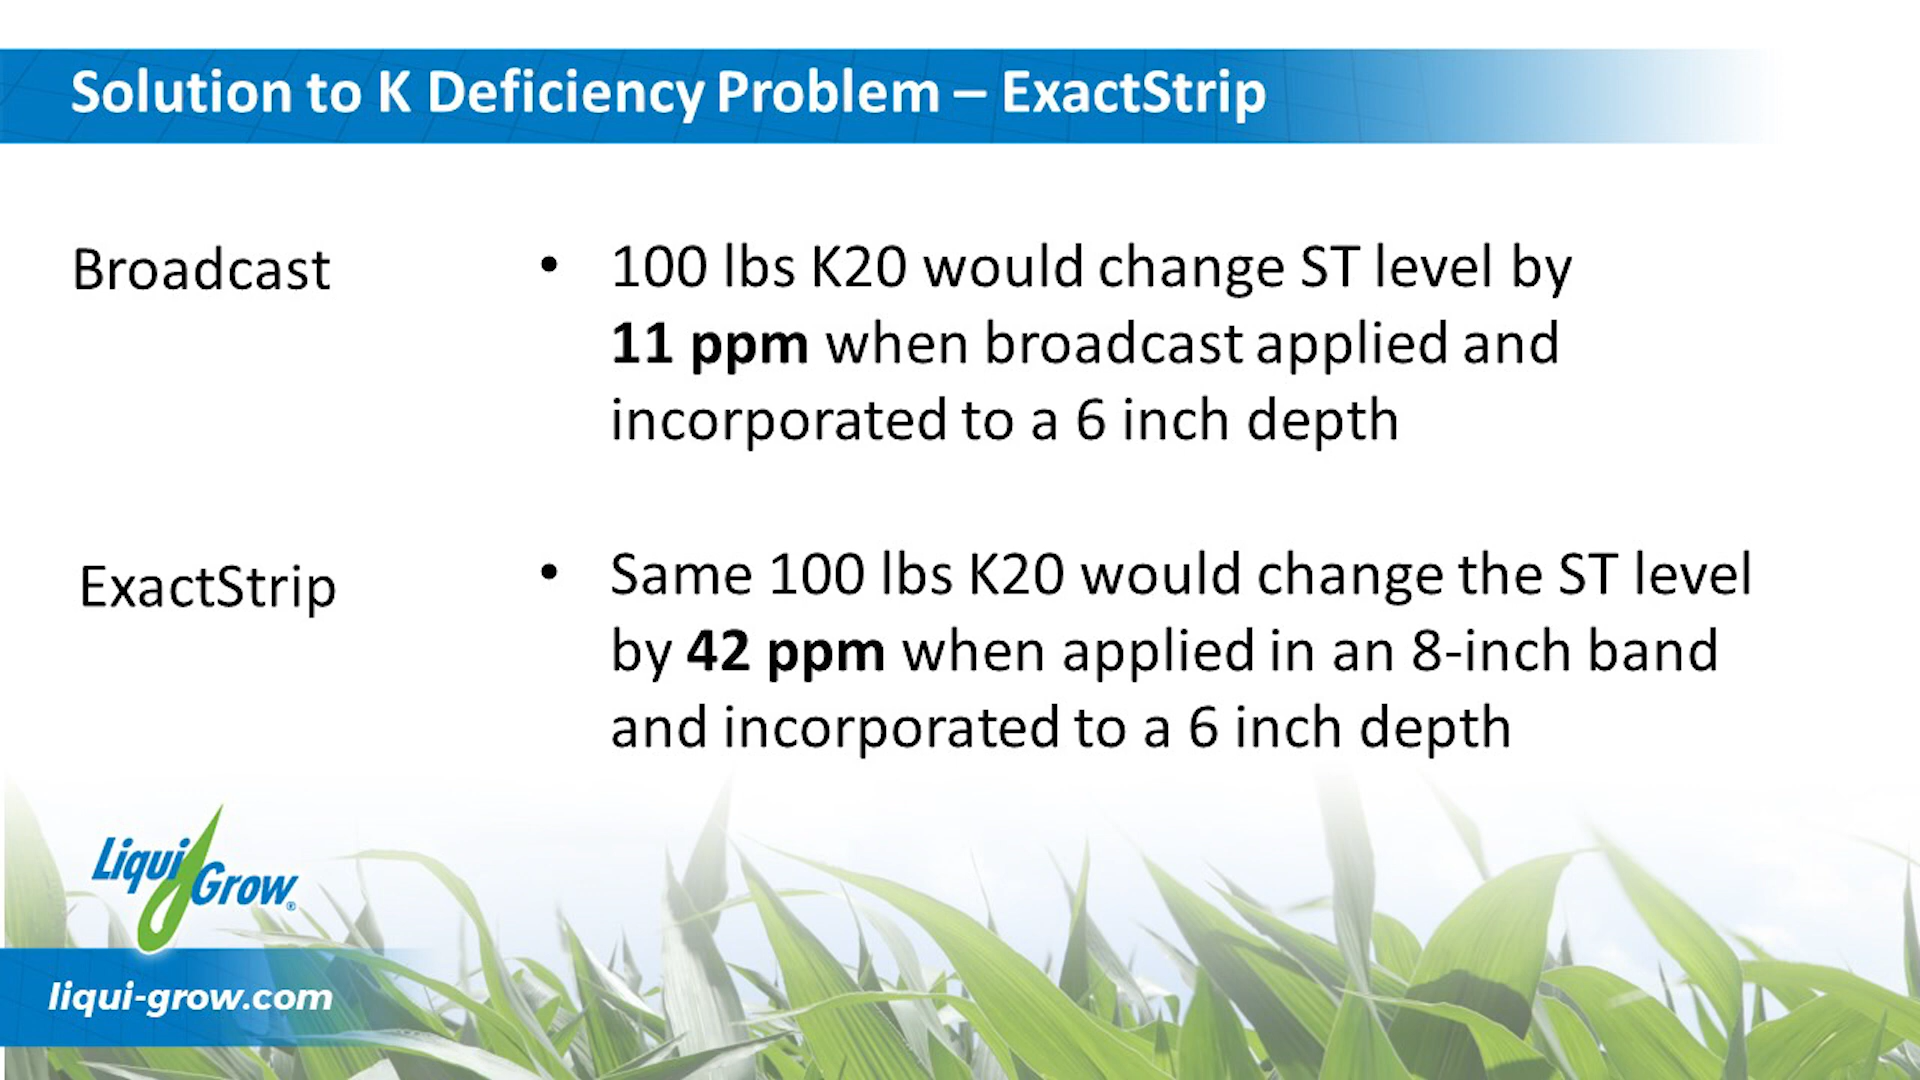 Solution to K Deficiency Problem – ExactStrip
Broadcast
• 100 lbs K20 would change ST level by
11 ppm when broadcast applied and
incorporated to a 6 inch depth
ExactStrip
• Same 100 lbs K20 would change the ST level
by 42 ppm when applied in an 8-inch band
and incorporated to a 6 inch depth
Liqui Grow®
liqui-grow.com